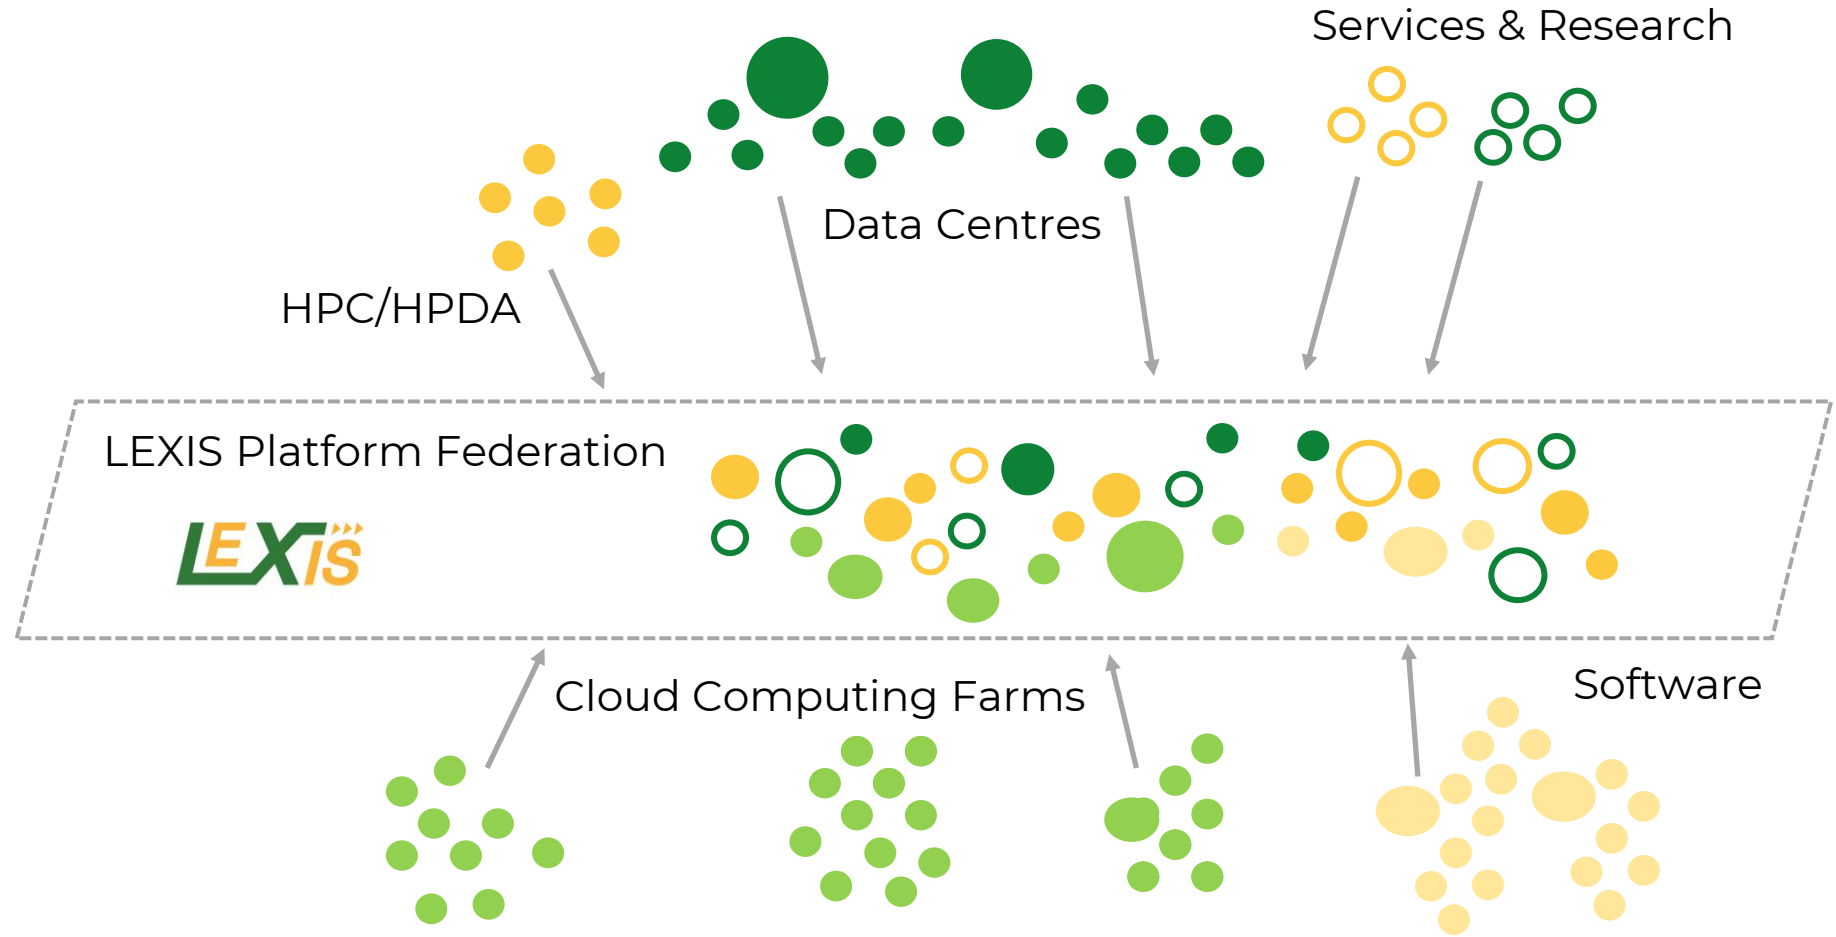 Services & Research
Data Centres
HPC/HPDA
LEXIS Platform Federation
LEXIS
Cloud Computing Farms
Software